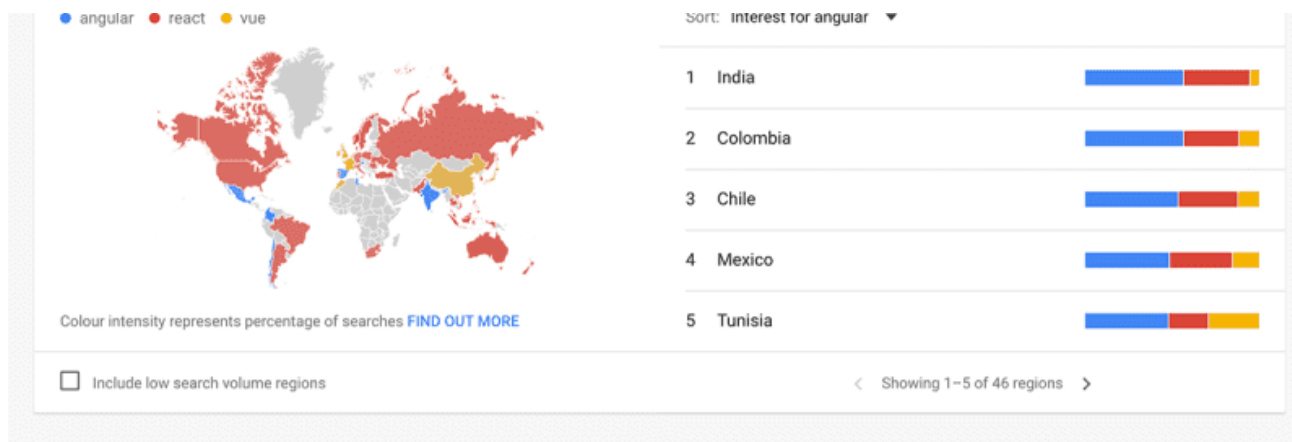 angular react vue
Sort: Interest for angular
1 India
2 Colombia
3 Chile
4 Mexico
5 Tunisia
Colour intensity represents percentage of searches FIND OUT MORE
Include low search volume regions
Showing 1–5 of 46 regions